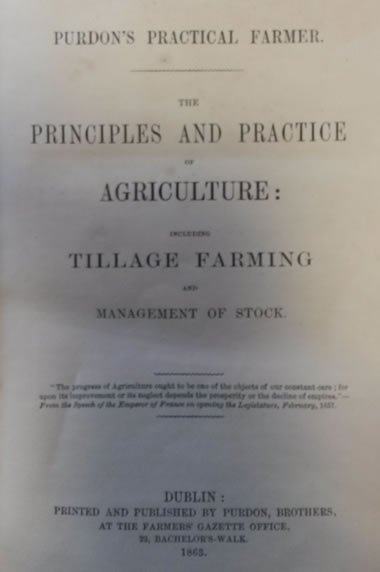 PURDON'S PRACTICAL FARMER.
THE
PRINCIPLES AND PRACTICE
OF
AGRICULTURE:
INCLUDING
TILLAGE FARMING
AND
MANAGEMENT OF STOCK.
"The progress of Agriculture ought to be one of the objects of our constant care; for
upon its improvement or its neglect depends the prosperity or the decline of empires."—
From the Speech of the Emperor of France on opening the Legislature, February, 1857.
DUBLIN:
PRINTED AND PUBLISHED BY PURDON, BROTHERS,
AT THE FARMERS' GAZETTE OFFICE,
23, BACHELOR'S-WALK.
1863.